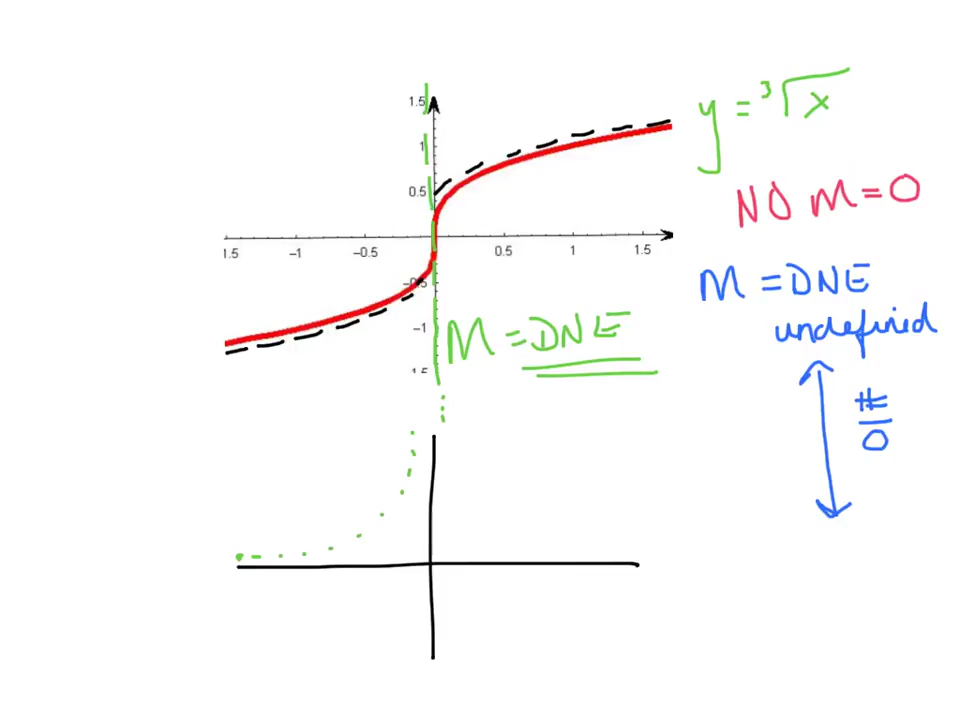 1.5
y = ³√x
1
0.5
NO M = 0
1.5 −1 −0.5 0.5 1 1.5
−0.5
M = DNE
undefined
−1
M = DNE
1.5
#/0